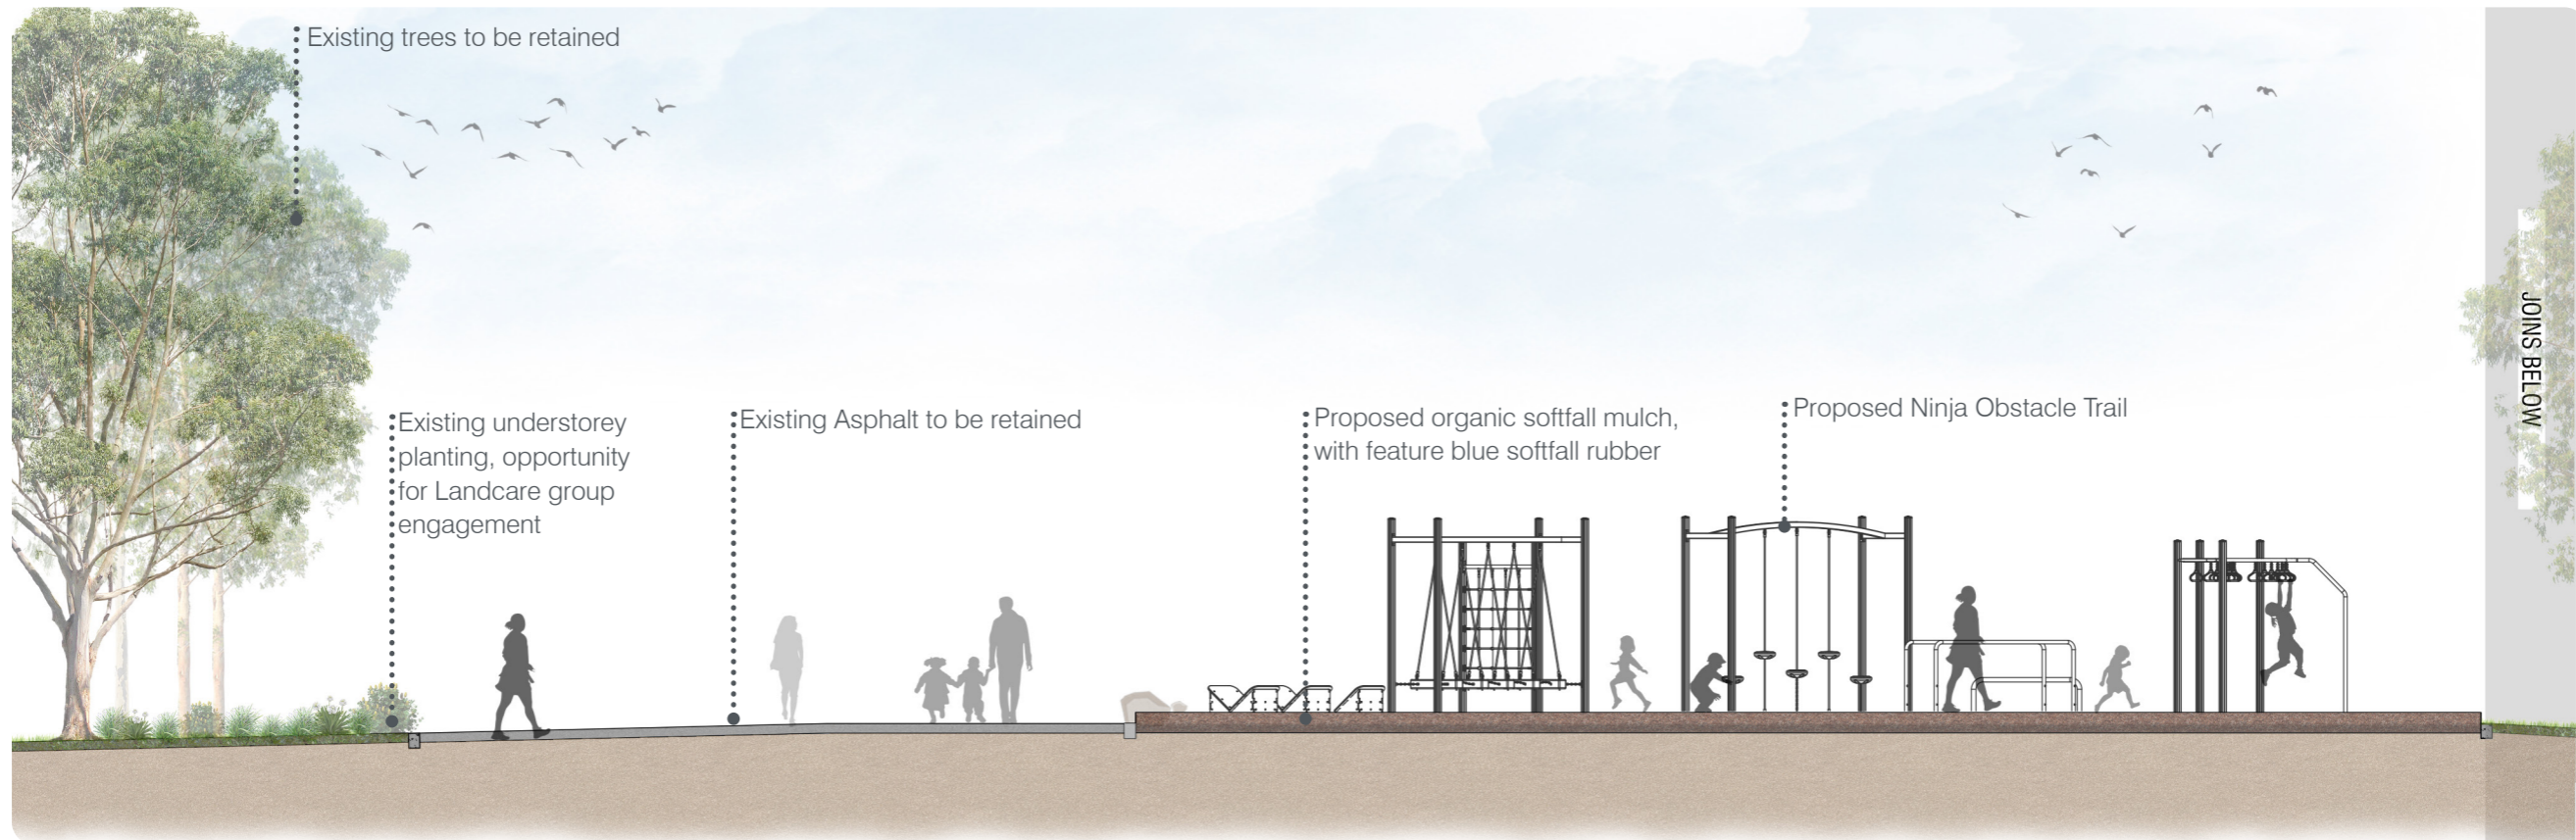 Existing trees to be retained
Existing understorey
planting, opportunity
for Landcare group
engagement
Existing Asphalt to be retained
Proposed organic softfall mulch,
with feature blue softfall rubber
Proposed Ninja Obstacle Trail
JOINS BELOW